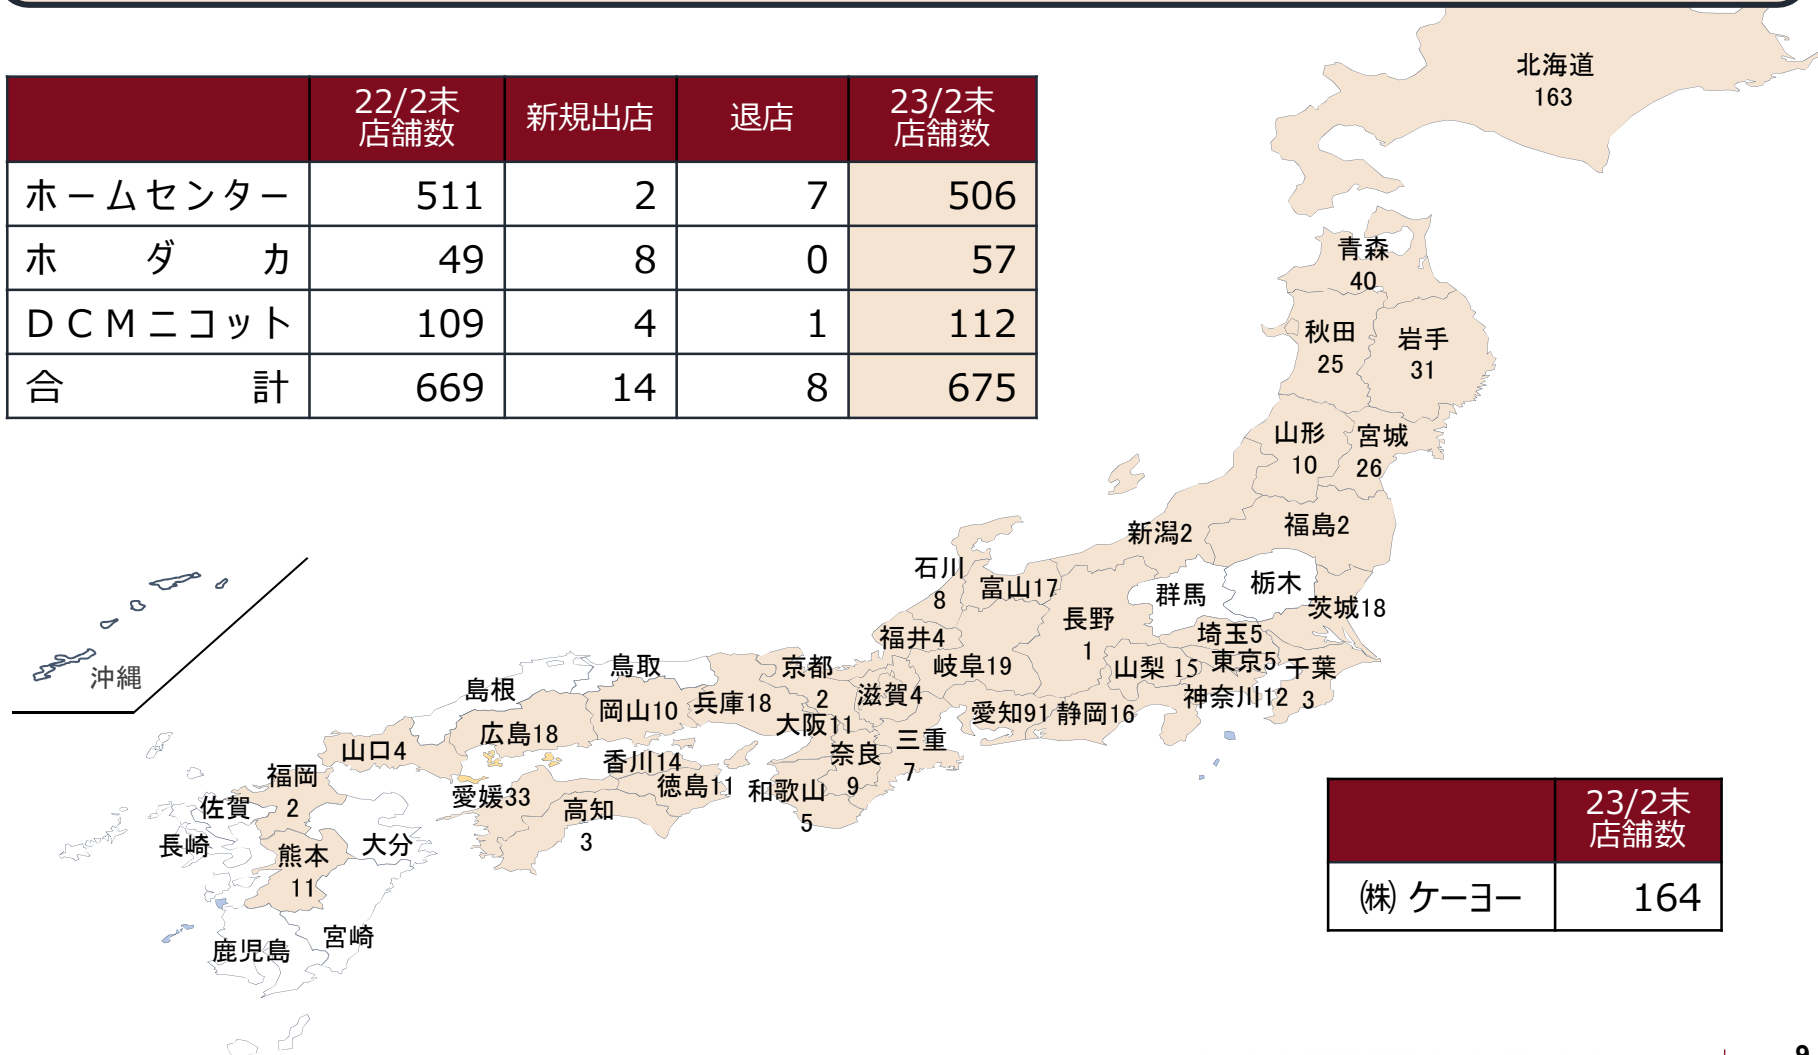 22/2末
店舗数
新規出店
退店
23/2末
店舗数
ホームセンター 511 2 7 506
ホダカ 49 8 0 57
DCMニコット 109 4 1 112
合計 669 14 8 675
北海道
163
青森
40
秋田
25
岩手
31
山形
10
宮城
26
新潟2
福島2
石川
8
富山17
群馬
栃木
茨城18
長野
1
福井4
埼玉5
岐阜19
山梨 15
東京5
千葉
3
神奈川12
鳥取
京都
2
島根
滋賀4
岡山10
兵庫18
愛知91
静岡16
大阪11
広島18
山口4
奈良
9
三重
7
香川14
徳島11
和歌山
5
愛媛33
高知
3
福岡
2
佐賀
長崎
大分
熊本
11
宮崎
鹿児島
沖縄
23/2末
店舗数
㈱ ケーヨー 164
9